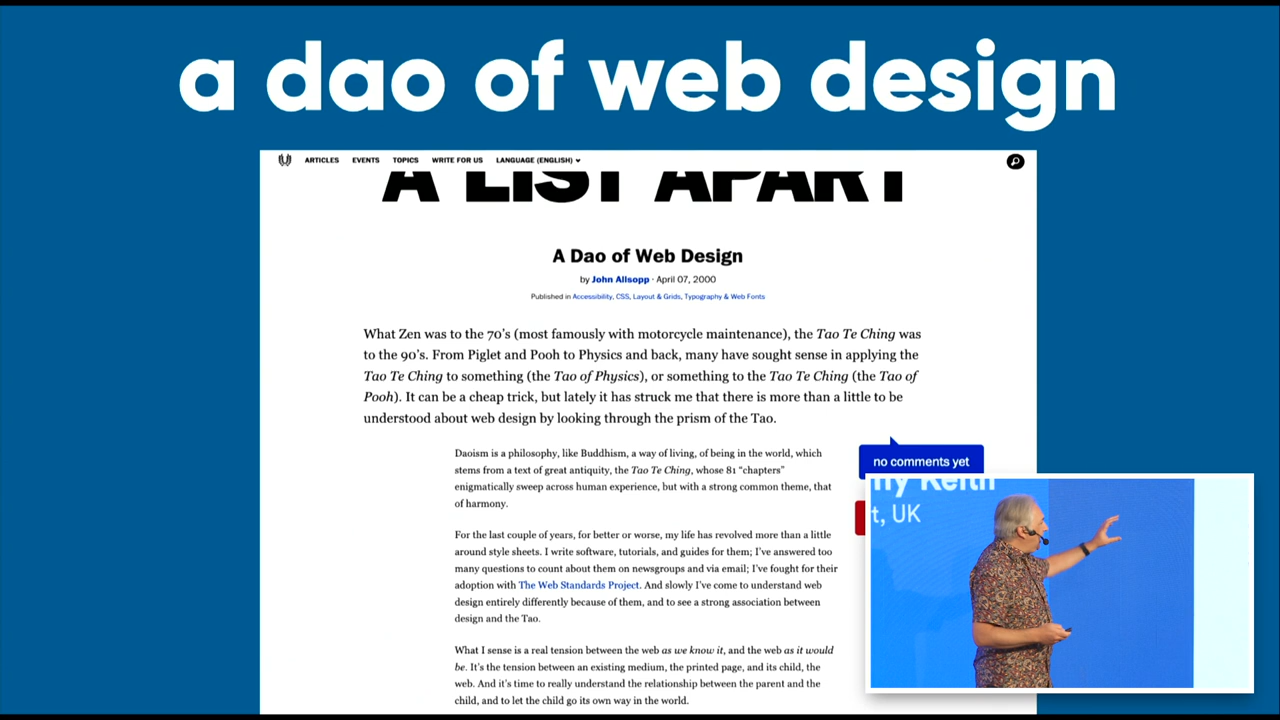 a dao of web design
ARTICLES EVENTS TOPICS WRITE FOR US LANGUAGE (ENGLISH)
A LIST APART
A Dao of Web Design
by John Allsopp · April 07, 2000
Published in Accessibility, CSS, Layout & Grids, Typography & Web Fonts
What Zen was to the 70’s (most famously with motorcycle maintenance), the Tao Te Ching was
to the 90’s. From Piglet and Pooh to Physics and back, many have sought sense in applying the
Tao Te Ching to something (the Tao of Physics), or something to the Tao Te Ching (the Tao of
Pooh). It can be a cheap trick, but lately it has struck me that there is more than a little to be
understood about web design by looking through the prism of the Tao.
Daoism is a philosophy, like Buddhism, a way of living, of being in the world, which
stems from a text of great antiquity, the Tao Te Ching, whose 81 “chapters”
enigmatically sweep across human experience, but with a strong common theme, that
of harmony.
For the last couple of years, for better or worse, my life has revolved more than a little
around style sheets. I write software, tutorials, and guides for them; I’ve answered too
many questions to count about them on newsgroups and via email; I’ve fought for their
adoption with The Web Standards Project. And slowly I’ve come to understand web
design entirely differently because of them, and to see a strong association between
design and the Tao.
What I sense is a real tension between the web as we know it, and the web as it would
be. It’s the tension between an existing medium, the printed page, and its child, the
web. And it’s time to really understand the relationship between the parent and the
child, and to let the child go its own way in the world.
no comments yet
ny Keith
t, UK